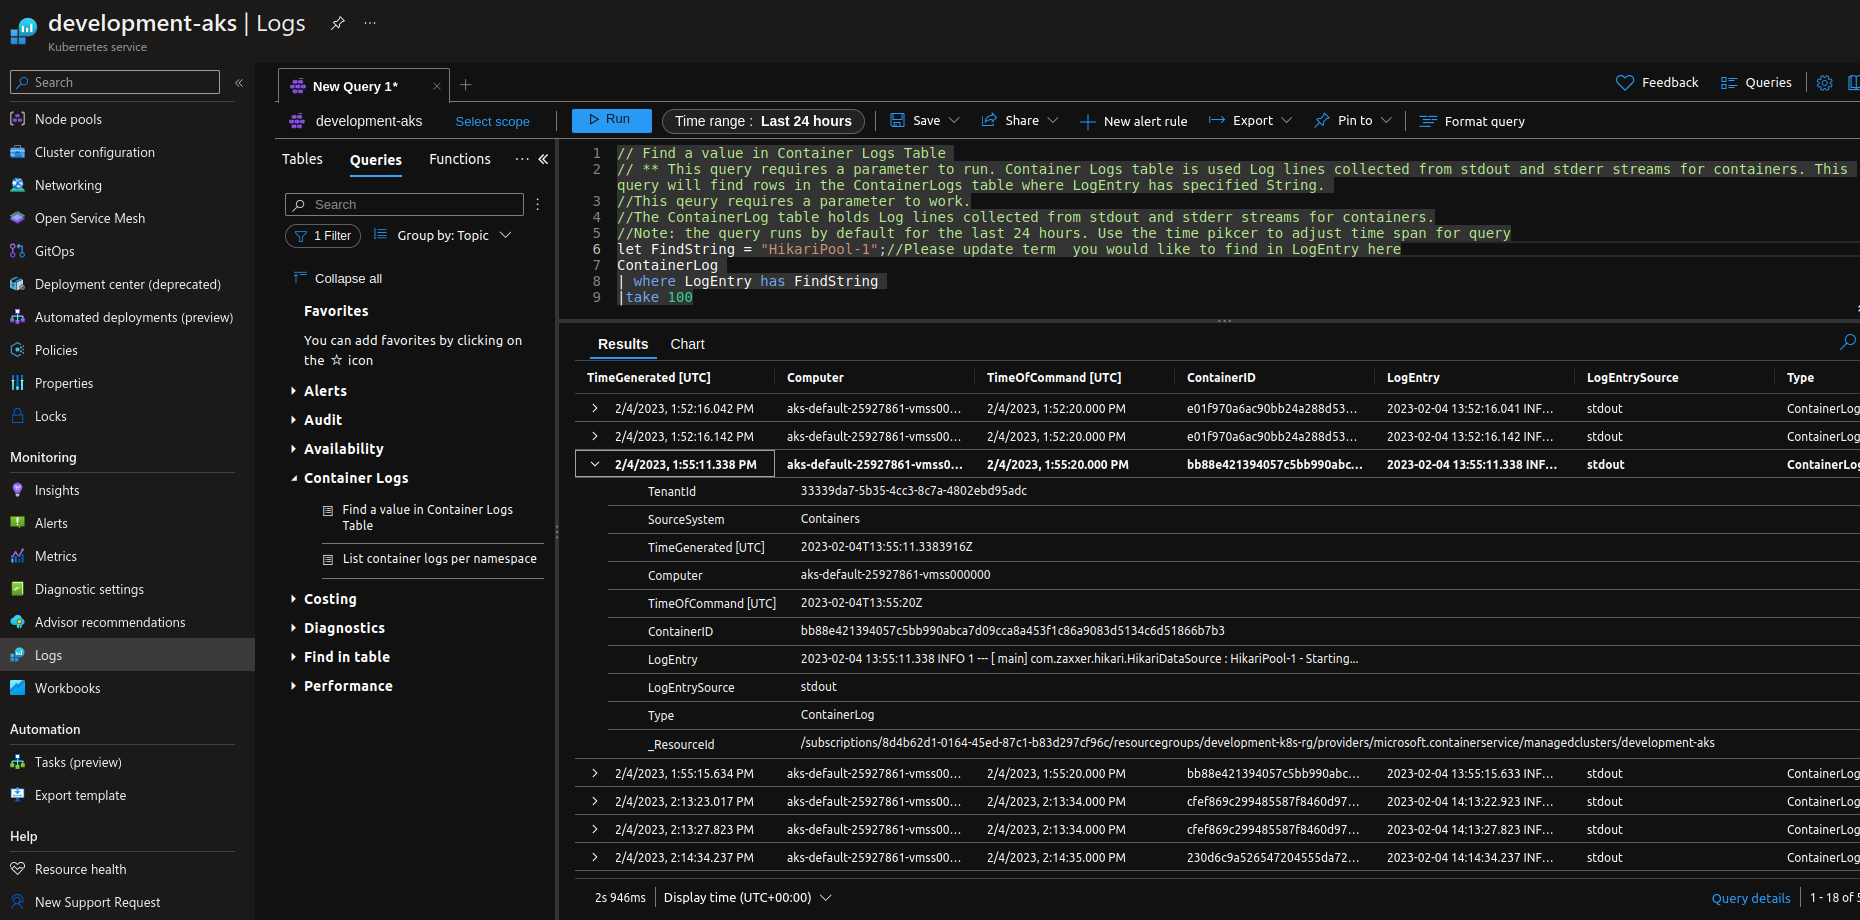 development-aks | Logs
Kubernetes service
Search
Node pools
Cluster configuration
Networking
Open Service Mesh
GitOps
Deployment center (deprecated)
Automated deployments (preview)
Policies
Properties
Locks
Monitoring
Insights
Alerts
Metrics
Diagnostic settings
Advisor recommendations
Logs
Workbooks
Automation
Tasks (preview)
Export template
Help
Resource health
New Support Request
New Query 1*
Feedback
Queries
development-aks
Select scope
Run
Time range : Last 24 hours
Save
Share
New alert rule
Export
Pin to
Format query
Tables
Queries
Functions
Search
1 Filter
Group by: Topic
Collapse all
Favorites
You can add favorites by clicking on
the ☆ icon
Alerts
Audit
Availability
Container Logs
Find a value in Container Logs
Table
List container logs per namespace
Costing
Diagnostics
Find in table
Performance
1 // Find a value in Container Logs Table
2 // ** This query requires a parameter to run. Container Logs table is used Log lines collected from stdout and stderr streams for containers. This
query will find rows in the ContainerLogs table where LogEntry has specified String.
3 //This qeury requires a parameter to work.
4 //The ContainerLog table holds Log lines collected from stdout and stderr streams for containers.
5 //Note: the query runs by default for the last 24 hours. Use the time pikcer to adjust time span for query
6 let FindString = "HikariPool-1";//Please update term  you would like to find in LogEntry here
7 ContainerLog
8 | where LogEntry has FindString
9 |take 100
Results
Chart
TimeGenerated [UTC] Computer TimeOfCommand [UTC] ContainerID LogEntry LogEntrySource Type
2/4/2023, 1:52:16.042 PM aks-default-25927861-vmss00... 2/4/2023, 1:52:20.000 PM e01f970a6ac90bb24a288d53... 2023-02-04 13:52:16.041 INF... stdout ContainerLog
2/4/2023, 1:52:16.142 PM aks-default-25927861-vmss00... 2/4/2023, 1:52:20.000 PM e01f970a6ac90bb24a288d53... 2023-02-04 13:52:16.142 INF... stdout ContainerLog
2/4/2023, 1:55:11.338 PM aks-default-25927861-vmss0... 2/4/2023, 1:55:20.000 PM bb88e421394057c5bb990abc... 2023-02-04 13:55:11.338 INF... stdout ContainerLog
TenantId 33339da7-5b35-4cc3-8c7a-4802ebd95adc
SourceSystem Containers
TimeGenerated [UTC] 2023-02-04T13:55:11.3383916Z
Computer aks-default-25927861-vmss000000
TimeOfCommand [UTC] 2023-02-04T13:55:20Z
ContainerID bb88e421394057c5bb990abca7d09cca8a453f1c86a9083d5134c6d51866b7b3
LogEntry 2023-02-04 13:55:11.338 INFO 1 --- [ main] com.zaxxer.hikari.HikariDataSource : HikariPool-1 - Starting...
LogEntrySource stdout
Type ContainerLog
_ResourceId /subscriptions/8d4b62d1-0164-45ed-87c1-b83d297cf96c/resourcegroups/development-k8s-rg/providers/microsoft.containerservice/managedclusters/development-aks
2/4/2023, 1:55:15.634 PM aks-default-25927861-vmss00... 2/4/2023, 1:55:20.000 PM bb88e421394057c5bb990abc... 2023-02-04 13:55:15.633 INF... stdout ContainerLog
2/4/2023, 2:13:23.017 PM aks-default-25927861-vmss00... 2/4/2023, 2:13:34.000 PM cfef869c299485587f8460d97... 2023-02-04 14:13:22.923 INF... stdout ContainerLog
2/4/2023, 2:13:27.823 PM aks-default-25927861-vmss00... 2/4/2023, 2:13:34.000 PM cfef869c299485587f8460d97... 2023-02-04 14:13:27.823 INF... stdout ContainerLog
2/4/2023, 2:14:34.237 PM aks-default-25927861-vmss00... 2/4/2023, 2:14:35.000 PM 230d6c9a526547204555da72... 2023-02-04 14:14:34.237 INF... stdout ContainerLog
2s 946ms
Display time (UTC+00:00)
Query details
1 - 18 of